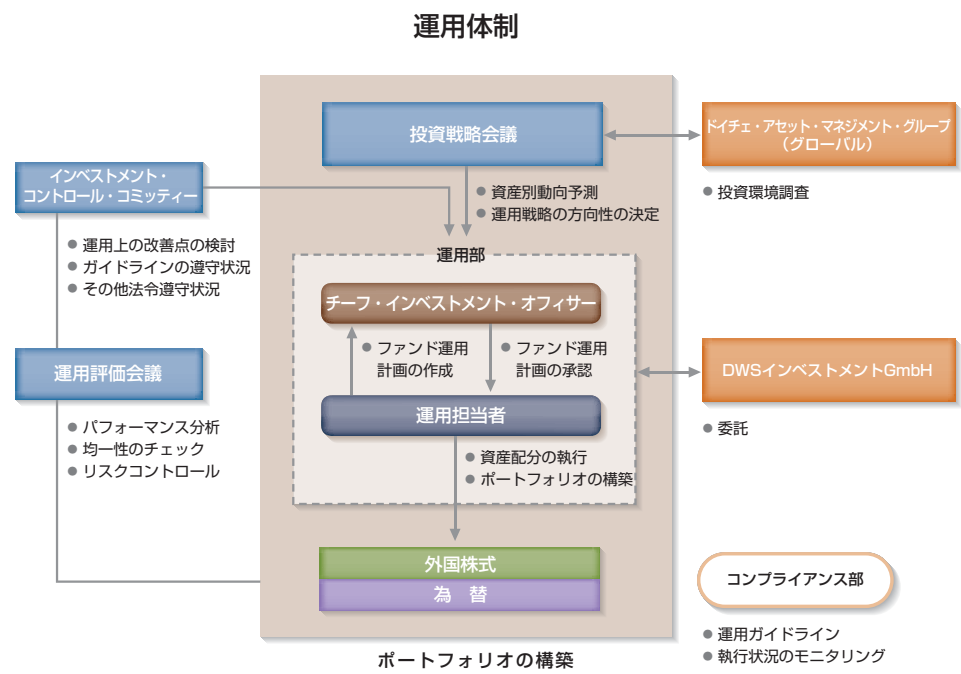 運用体制
投資戦略会議
ドイチェ・アセット・マネジメント・グループ
（グローバル）
● 投資環境調査
インベストメント・
コントロール・コミッティー
● 資産別動向予測
● 運用戦略の方向性の決定
● 運用上の改善点の検討
● ガイドラインの遵守状況
● その他法令遵守状況
運用部
チーフ・インベストメント・オフィサー
● ファンド運用
計画の作成
● ファンド運用
計画の承認
運用評価会議
DWSインベストメントGmbH
運用担当者
● パフォーマンス分析
● 均一性のチェック
● リスクコントロール
● 委託
● 資産配分の執行
● ポートフォリオの構築
外国株式
為　替
コンプライアンス部
● 運用ガイドライン
● 執行状況のモニタリング
ポートフォリオの構築